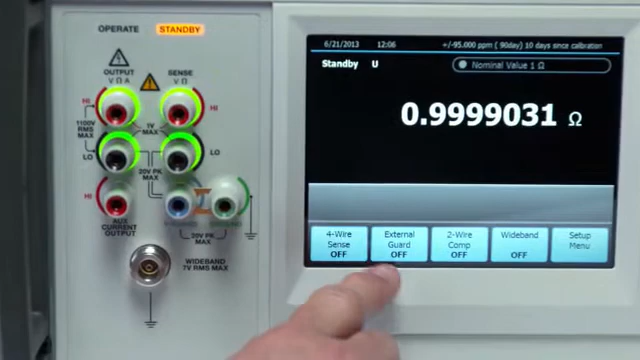 OPERATE STANDBY
6/21/2013 12:06 +/-95.000 ppm ( 90day) 10 days since calibration
Standby U Nominal Value 1 Ω
OUTPUT
V Ω A
SENSE
V Ω
HI HI
1100V
RMS
MAX
1V
MAX
0.9999031 Ω
LO LO
20V PK
MAX
HI
AUX
CURRENT
OUTPUT
20V PK
MAX
WIDEBAND
7V RMS MAX
4-Wire
Sense
OFF
External
Guard
OFF
2-Wire
Comp
OFF
Wideband
OFF
Setup
Menu